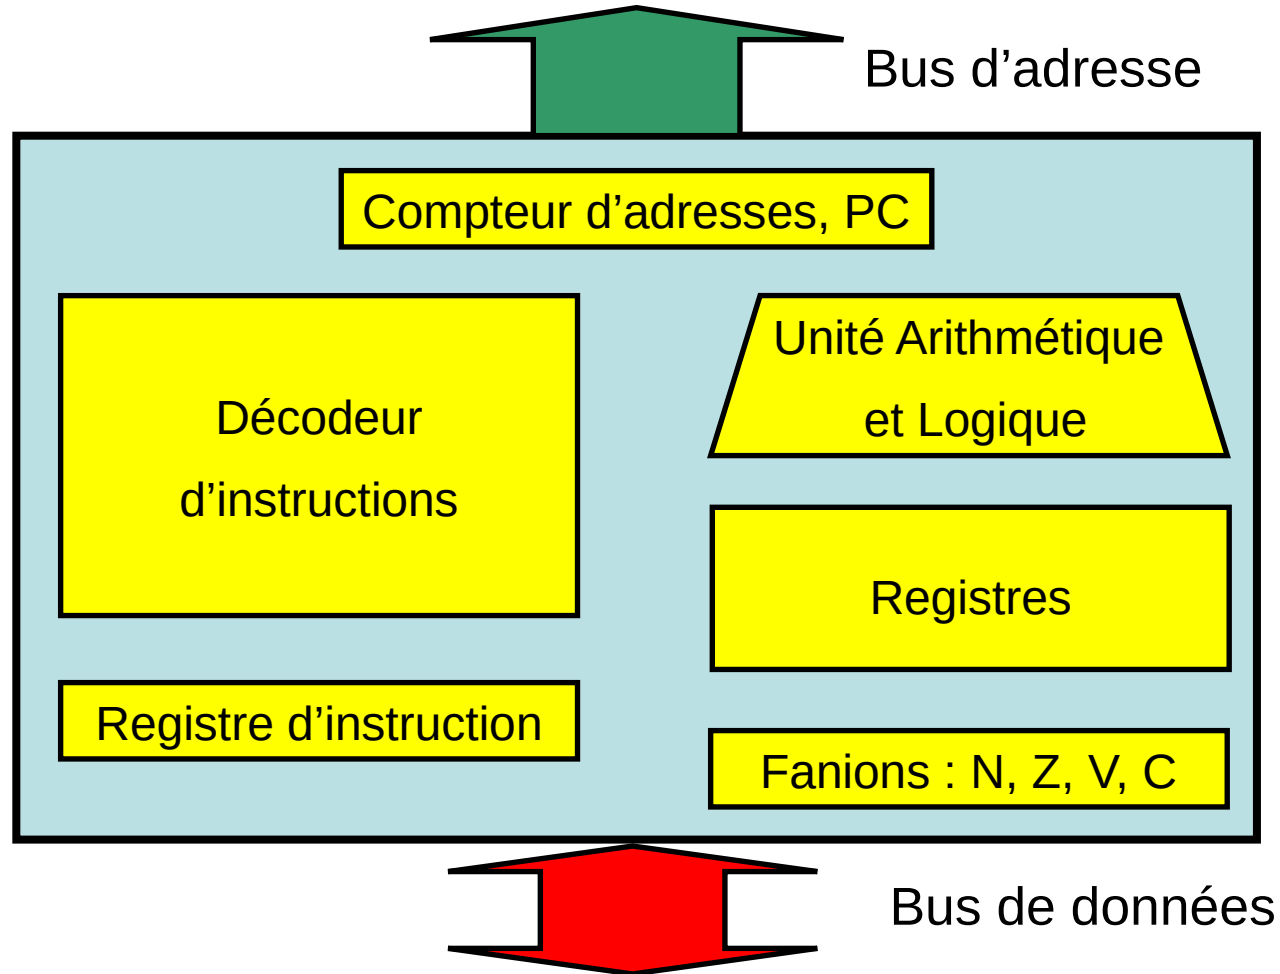 Bus d’adresse
Compteur d’adresses, PC
Décodeur
d’instructions
Unité Arithmétique
et Logique
Registres
Registre d’instruction
Fanions : N, Z, V, C
Bus de données